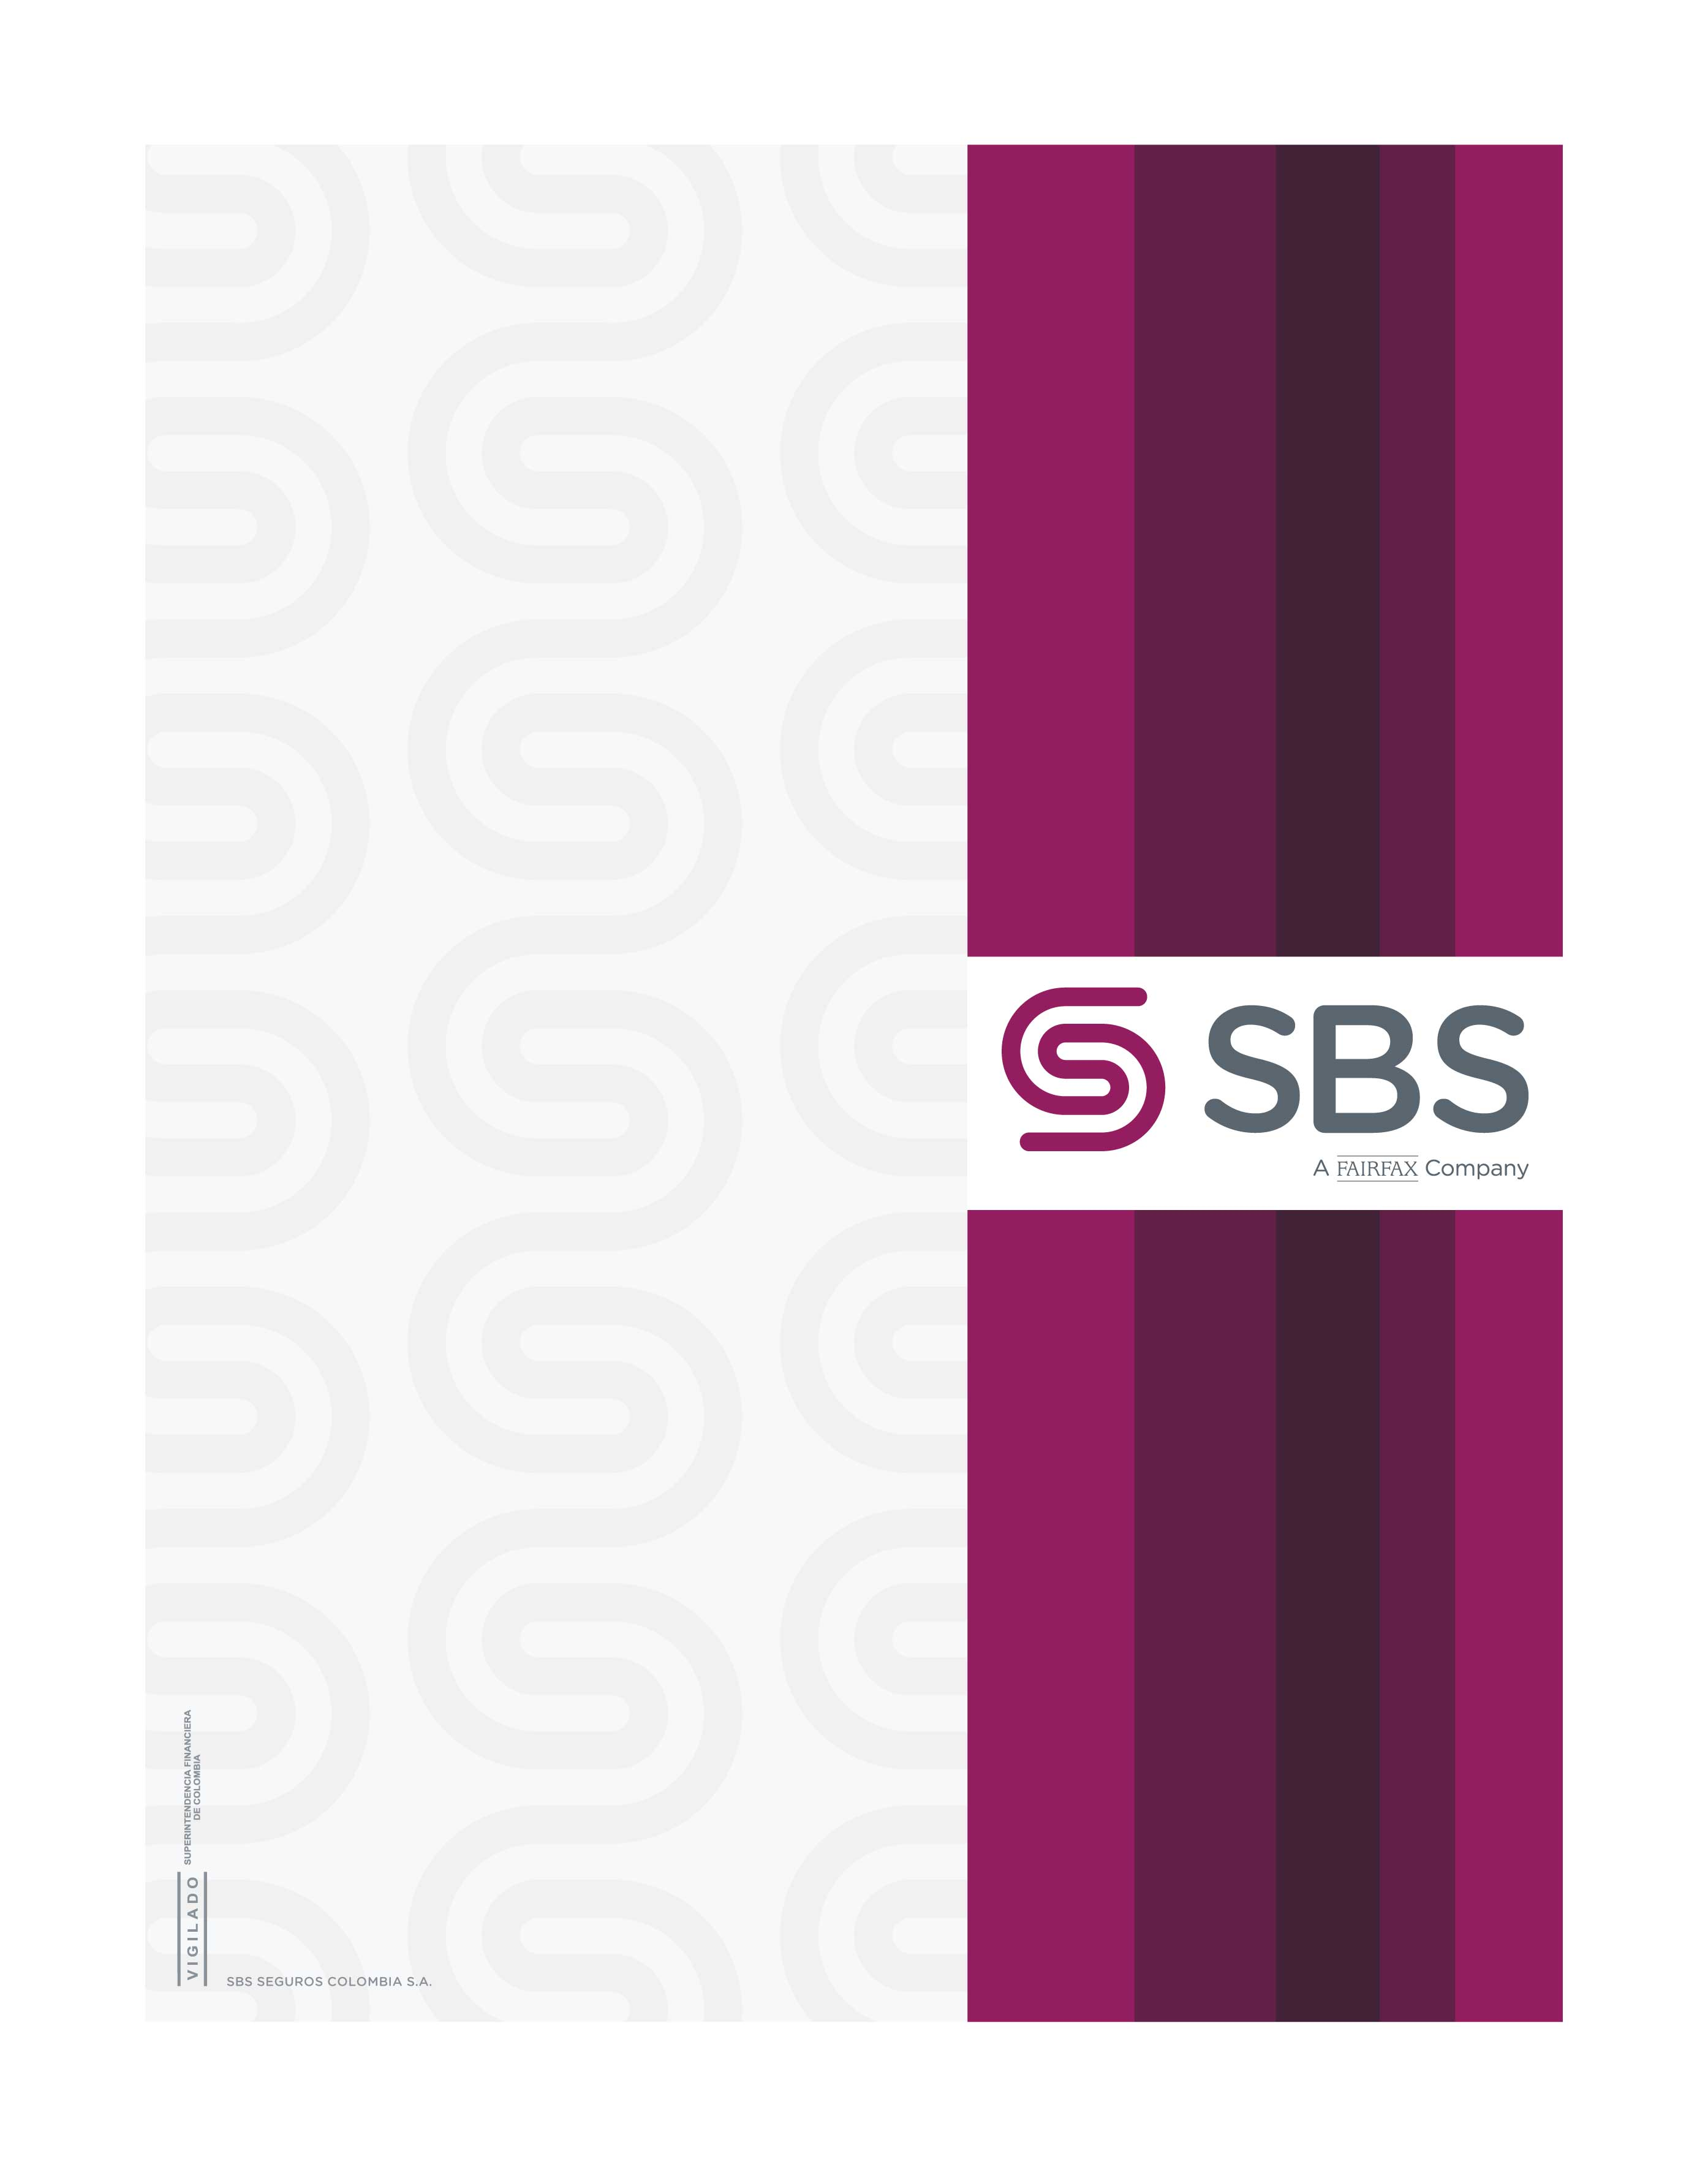 SBS
A FAIRFAX Company
SUPERINTENDENCIA FINANCIERA
DE COLOMBIA
VIGILADO
SBS SEGUROS COLOMBIA S.A.